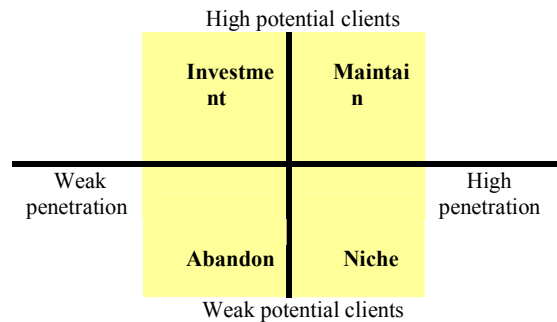 High potential clients
Investme
nt
Maintai
n
Weak
penetration
High
penetration
Abandon
Niche
Weak potential clients